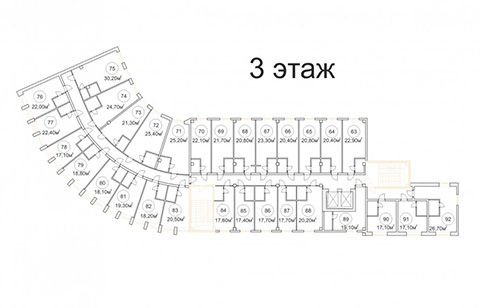 3 этаж
75
30,20м²
76
22,00м²
74
24,70м²
77
22,40м²
73
21,30м²
78
17,10м²
72
25,40м²
71
25,20м²
70
22,10м²
69
21,70м²
68
20,60м²
67
23,30м²
66
20,40м²
65
20,80м²
64
20,40м²
63
22,90м²
79
18,80м²
80
18,10м²
81
19,30м²
82
18,20м²
83
20,50м²
84
17,60м²
85
17,40м²
86
17,70м²
87
17,70м²
88
20,20м²
89
19,10м²
90
17,10м²
91
17,10м²
92
26,70м²